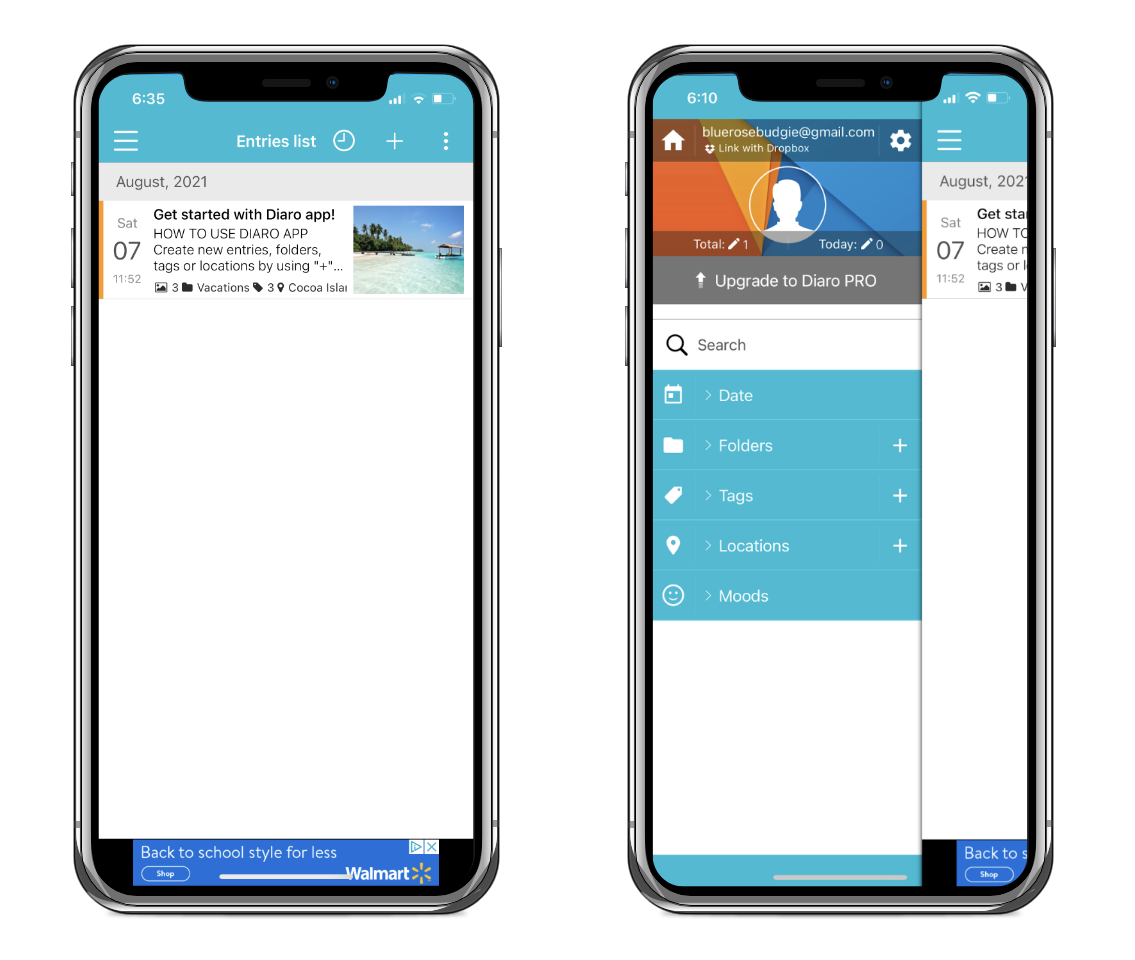 6:35
Entries list
August, 2021
Sat
07
11:52
Get started with Diaro app!
HOW TO USE DIARO APP
Create new entries, folders,
tags or locations by using "+"...
3 Vacations 3 Cocoa Islan
Back to school style for less
Shop
Walmart
6:10
bluerosebudgie@gmail.com
Link with Dropbox
Total: 1
Today: 0
Upgrade to Diaro PRO
Search
Date
Folders
Tags
Locations
Moods
August, 202
Sat
07
11:52
Get star
HOW TO
Create n
tags or l
3 V
Back to s
Shop